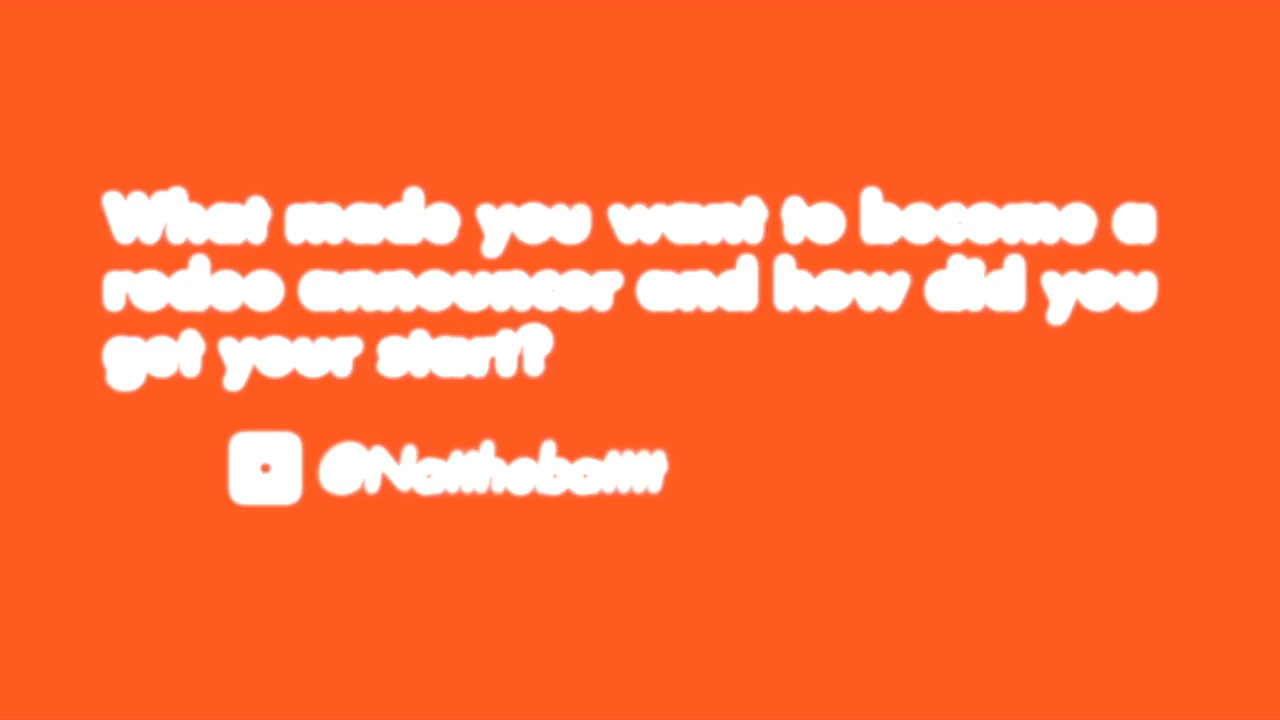 What made you want to become a
rodeo announcer and how did you
get your start?